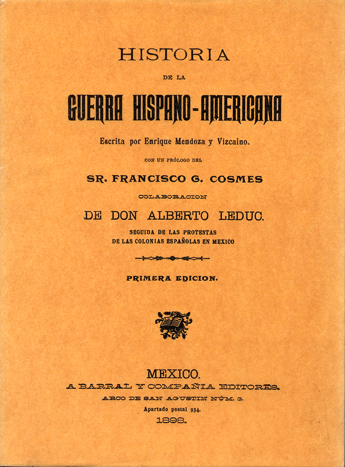 HISTORIA
DE LA
GUERRA HISPANO-AMERICANA
Escrita por Enrique Mendoza y Vizcaino.
CON UN PRÓLOGO DEL
SR. FRANCISCO G. COSMES
COLABORACION
DE DON ALBERTO LEDUC.
SEGUIDA DE LAS PROTESTAS
DE LAS COLONIAS ESPAÑOLAS EN MEXICO
PRIMERA EDICION.
MEXICO.
A. BARRAL Y COMPAÑIA EDITORES.
ARCO DE SAN AGUSTIN NÚM. 3.
Apartado postal 934.
1898.